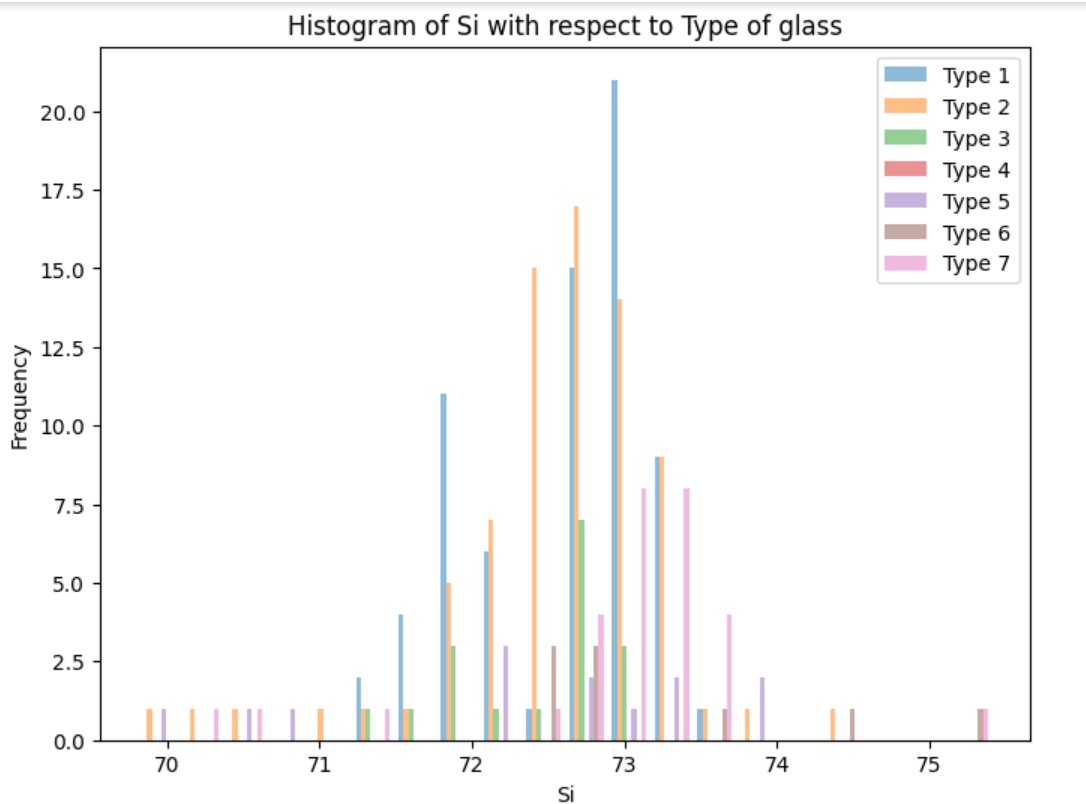 Histogram of Si with respect to Type of glass
Type 1
Type 2
Type 3
Type 4
Type 5
Type 6
Type 7
20.0
17.5
15.0
12.5
10.0
7.5
5.0
2.5
0.0
Frequency
70 71 72 73 74 75
Si